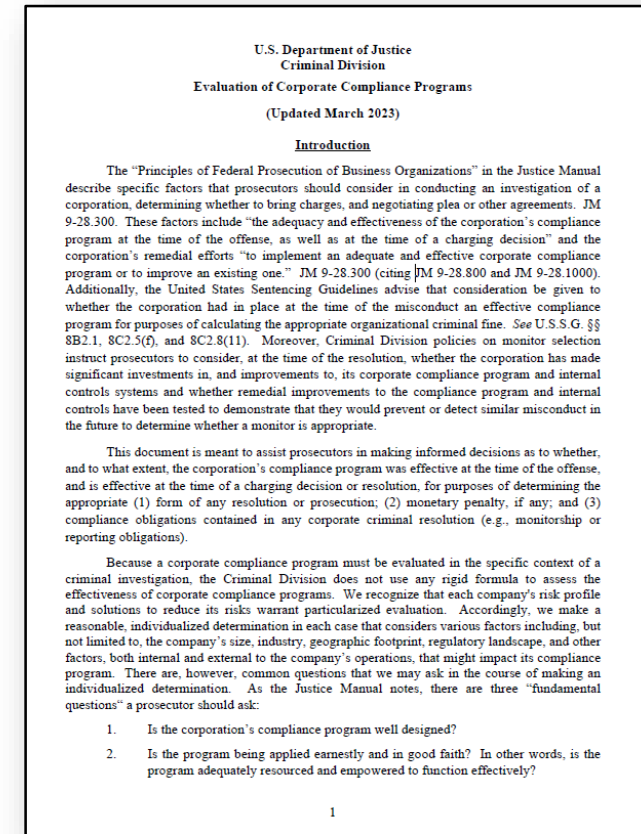 U.S. Department of Justice
Criminal Division
Evaluation of Corporate Compliance Programs
(Updated March 2023)
Introduction
The “Principles of Federal Prosecution of Business Organizations” in the Justice Manual
describe specific factors that prosecutors should consider in conducting an investigation of a
corporation, determining whether to bring charges, and negotiating plea or other agreements. JM
9-28.300. These factors include “the adequacy and effectiveness of the corporation’s compliance
program at the time of the offense, as well as at the time of a charging decision” and the
corporation’s remedial efforts “to implement an adequate and effective corporate compliance
program or to improve an existing one.” JM 9-28.300 (citing JM 9-28.800 and JM 9-28.1000).
Additionally, the United States Sentencing Guidelines advise that consideration be given to
whether the corporation had in place at the time of the misconduct an effective compliance
program for purposes of calculating the appropriate organizational criminal fine. See U.S.S.G. §§
8B2.1, 8C2.5(f), and 8C2.8(11). Moreover, Criminal Division policies on monitor selection
instruct prosecutors to consider, at the time of the resolution, whether the corporation has made
significant investments in, and improvements to, its corporate compliance program and internal
controls systems and whether remedial improvements to the compliance program and internal
controls have been tested to demonstrate that they would prevent or detect similar misconduct in
the future to determine whether a monitor is appropriate.
This document is meant to assist prosecutors in making informed decisions as to whether,
and to what extent, the corporation’s compliance program was effective at the time of the offense,
and is effective at the time of a charging decision or resolution, for purposes of determining the
appropriate (1) form of any resolution or prosecution; (2) monetary penalty, if any; and (3)
compliance obligations contained in any corporate criminal resolution (e.g., monitorship or
reporting obligations).
Because a corporate compliance program must be evaluated in the specific context of a
criminal investigation, the Criminal Division does not use any rigid formula to assess the
effectiveness of corporate compliance programs. We recognize that each company's risk profile
and solutions to reduce its risks warrant particularized evaluation. Accordingly, we make a
reasonable, individualized determination in each case that considers various factors including, but
not limited to, the company’s size, industry, geographic footprint, regulatory landscape, and other
factors, both internal and external to the company’s operations, that might impact its compliance
program. There are, however, common questions that we may ask in the course of making an
individualized determination. As the Justice Manual notes, there are three “fundamental
questions“ a prosecutor should ask:
1. Is the corporation’s compliance program well designed?
2. Is the program being applied earnestly and in good faith? In other words, is the
program adequately resourced and empowered to function effectively?
1